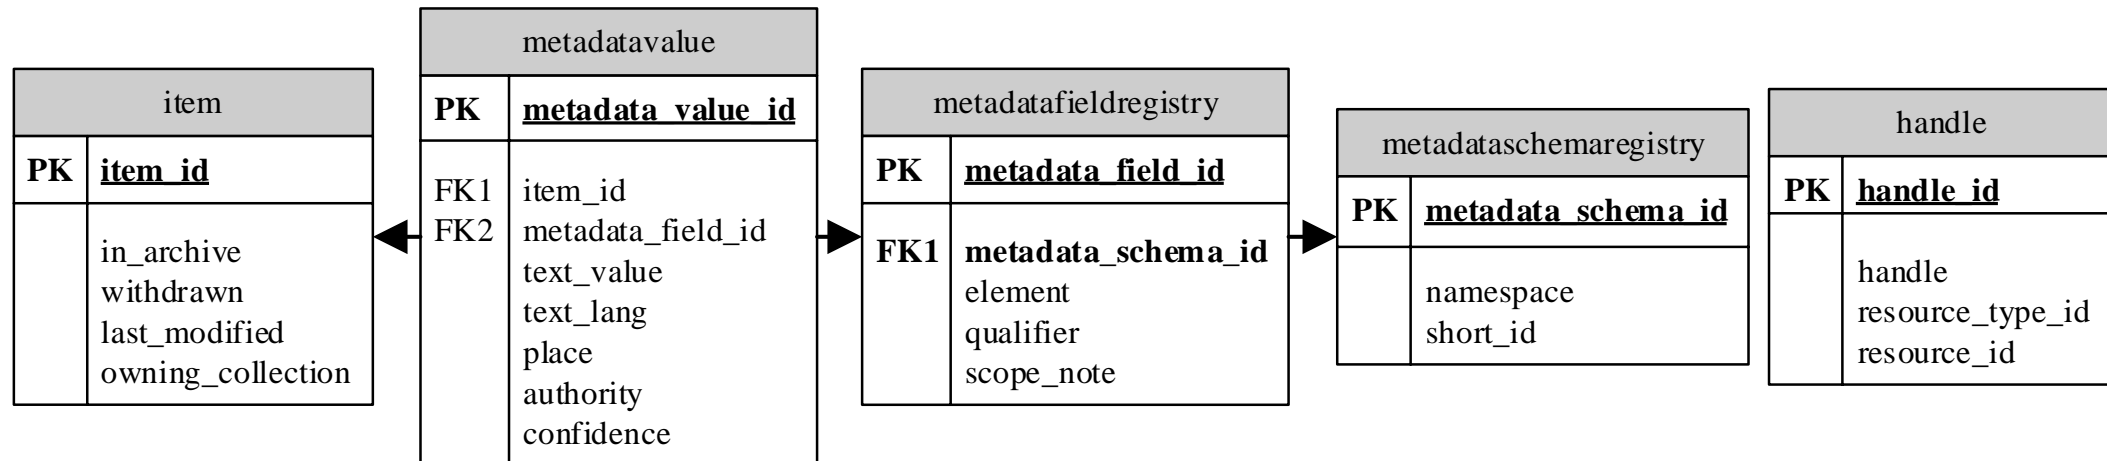 item
PK item_id
in_archive
withdrawn
last_modified
owning_collection
metadatavalue
PK metadata_value_id
FK1 item_id
FK2 metadata_field_id
text_value
text_lang
place
authority
confidence
metadatafieldregistry
PK metadata_field_id
FK1 metadata_schema_id
element
qualifier
scope_note
metadataschemaregistry
PK metadata_schema_id
namespace
short_id
handle
PK handle_id
handle
resource_type_id
resource_id